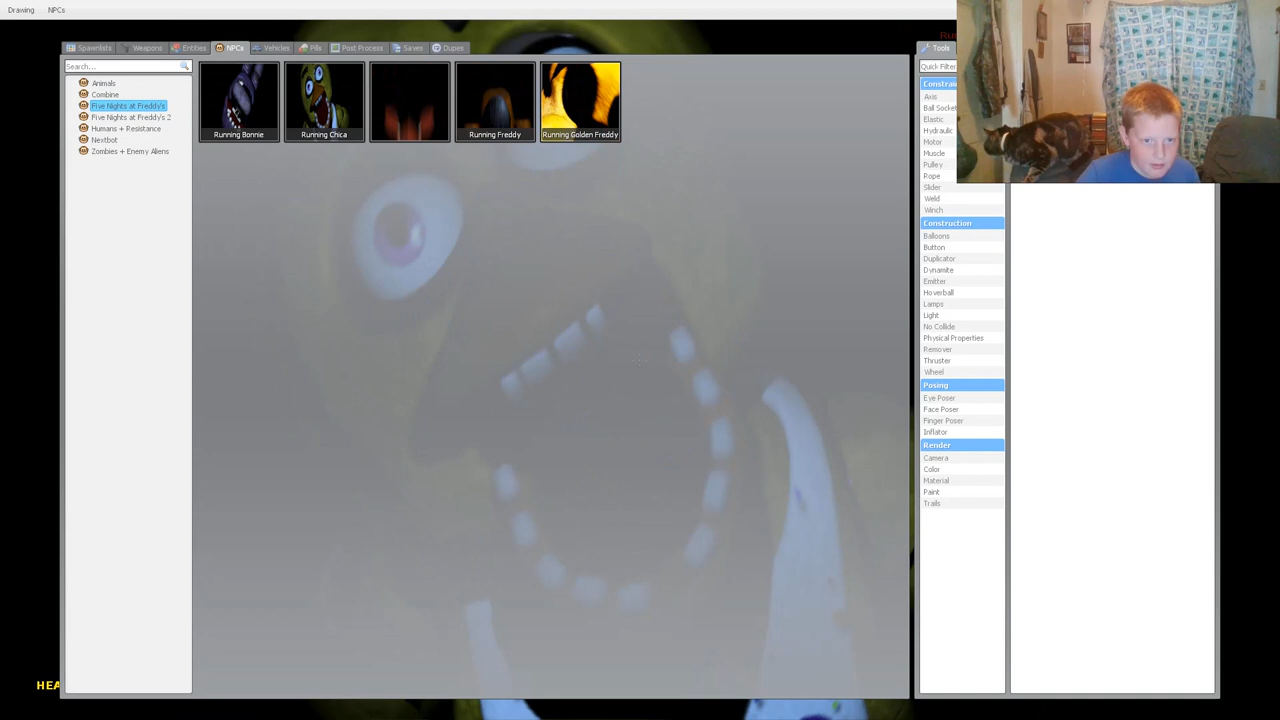 Drawing NPCs
Spawnlists Weapons Entities NPCs Vehicles Pills Post Process Saves Dupes
Search...
Animals
Combine
Five Nights at Freddy's
Five Nights at Freddy's 2
Humans + Resistance
Nextbot
Zombies + Enemy Aliens
Running Bonnie
Running Chica
Running Freddy
Running Golden Freddy
Tools
Quick Filter
Axis
Ball Socket
Elastic
Hydraulic
Motor
Muscle
Pulley
Rope
Slider
Weld
Winch
Construction
Balloons
Button
Duplicator
Dynamite
Emitter
Hoverball
Lamps
Light
No Collide
Physical Properties
Remover
Thruster
Wheel
Posing
Eye Poser
Face Poser
Finger Poser
Inflator
Render
Camera
Color
Material
Paint
Trails
HEA